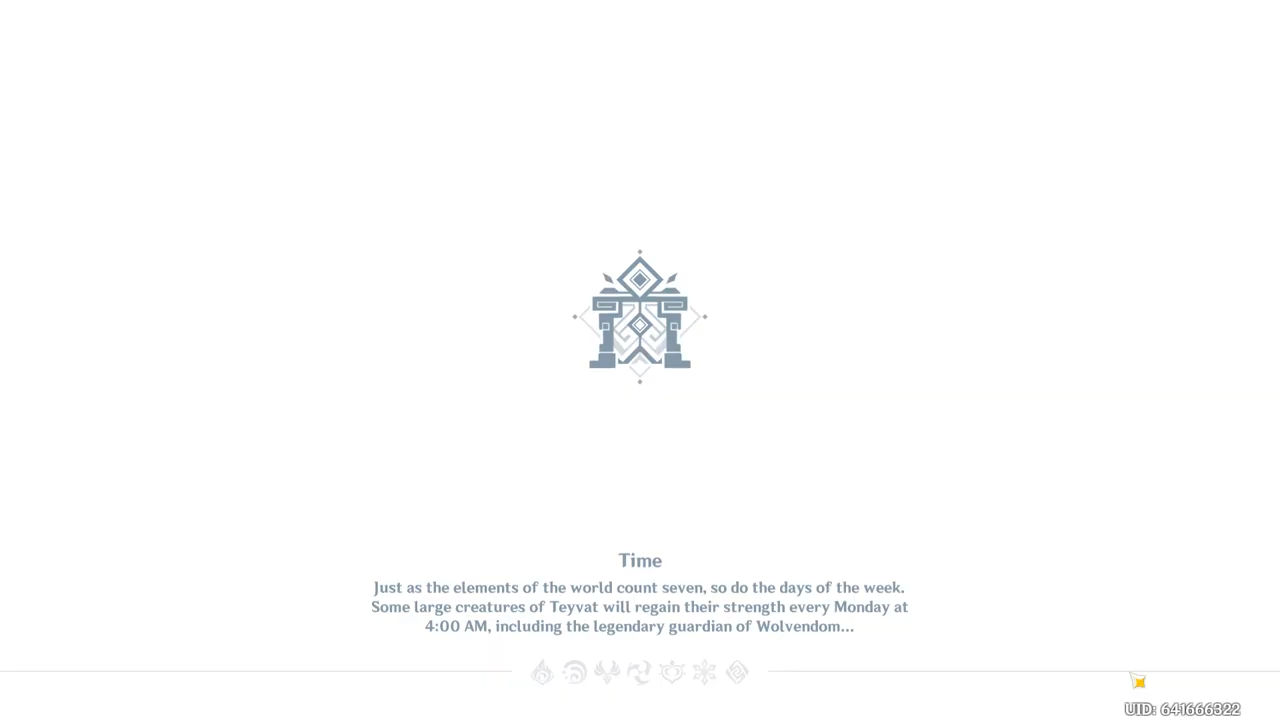 Time
Just as the elements of the world count seven, so do the days of the week.
Some large creatures of Teyvat will regain their strength every Monday at
4:00 AM, including the legendary guardian of Wolvendom...
UID: 641666322